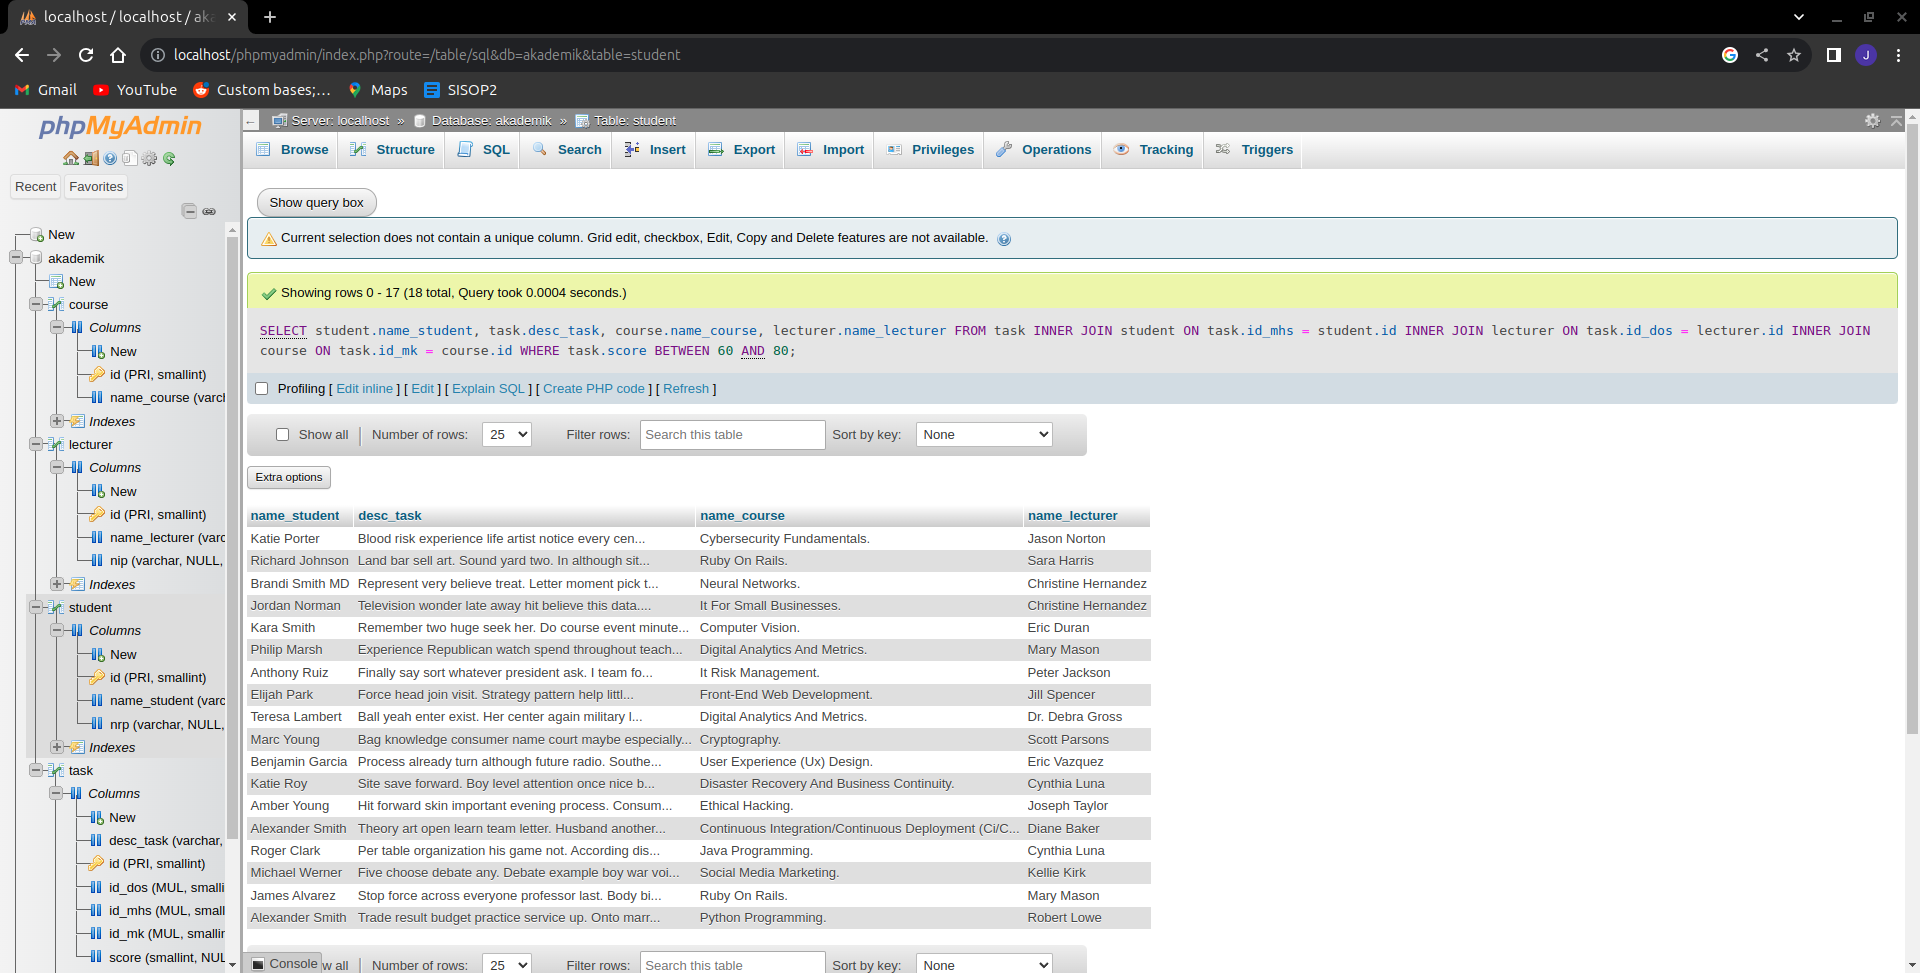 localhost / localhost / aka
localhost/phpmyadmin/index.php?route=/table/sql&db=akademik&table=student
J
Gmail YouTube Custom bases;... Maps SISOP2
phpMyAdmin
Recent Favorites
New
akademik
New
course
Columns
New
id (PRI, smallint)
name_course (varch
Indexes
lecturer
Columns
New
id (PRI, smallint)
name_lecturer (varc
nip (varchar, NULL,
Indexes
student
Columns
New
id (PRI, smallint)
name_student (varc
nrp (varchar, NULL,
Indexes
task
Columns
New
desc_task (varchar,
id (PRI, smallint)
id_dos (MUL, smalli
id_mhs (MUL, small
id_mk (MUL, smallin
score (smallint, NUL
Server: localhost » Database: akademik » Table: student
Browse Structure SQL Search Insert Export Import Privileges Operations Tracking Triggers
Show query box
Current selection does not contain a unique column. Grid edit, checkbox, Edit, Copy and Delete features are not available.
Showing rows 0 - 17 (18 total, Query took 0.0004 seconds.)
SELECT student.name_student, task.desc_task, course.name_course, lecturer.name_lecturer FROM task INNER JOIN student ON task.id_mhs = student.id INNER JOIN lecturer ON task.id_dos = lecturer.id INNER JOIN
course ON task.id_mk = course.id WHERE task.score BETWEEN 60 AND 80;
Profiling [ Edit inline ] [ Edit ] [ Explain SQL ] [ Create PHP code ] [ Refresh ]
Show all Number of rows: 25 Filter rows: Search this table Sort by key: None
Extra options
name_student desc_task name_course name_lecturer
Katie Porter Blood risk experience life artist notice every cen... Cybersecurity Fundamentals. Jason Norton
Richard Johnson Land bar sell art. Sound yard two. In although sit... Ruby On Rails. Sara Harris
Brandi Smith MD Represent very believe treat. Letter moment pick t... Neural Networks. Christine Hernandez
Jordan Norman Television wonder late away hit believe this data.... It For Small Businesses. Christine Hernandez
Kara Smith Remember two huge seek her. Do course event minute... Computer Vision. Eric Duran
Philip Marsh Experience Republican watch spend throughout teach... Digital Analytics And Metrics. Mary Mason
Anthony Ruiz Finally say sort whatever president ask. I team fo... It Risk Management. Peter Jackson
Elijah Park Force head join visit. Strategy pattern help littl... Front-End Web Development. Jill Spencer
Teresa Lambert Ball yeah enter exist. Her center again military l... Digital Analytics And Metrics. Dr. Debra Gross
Marc Young Bag knowledge consumer name court maybe especially... Cryptography. Scott Parsons
Benjamin Garcia Process already turn although future radio. Southe... User Experience (Ux) Design. Eric Vazquez
Katie Roy Site save forward. Boy level attention once nice b... Disaster Recovery And Business Continuity. Cynthia Luna
Amber Young Hit forward skin important evening process. Consum... Ethical Hacking. Joseph Taylor
Alexander Smith Theory art open learn team letter. Husband another... Continuous Integration/Continuous Deployment (Ci/C... Diane Baker
Roger Clark Per table organization his game not. According dis... Java Programming. Cynthia Luna
Michael Werner Five choose debate any. Debate example boy war voi... Social Media Marketing. Kellie Kirk
James Alvarez Stop force across everyone professor last. Body bi... Ruby On Rails. Mary Mason
Alexander Smith Trade result budget practice service up. Onto marr... Python Programming. Robert Lowe
Console w all Number of rows: 25 Filter rows: Search this table Sort by key: None